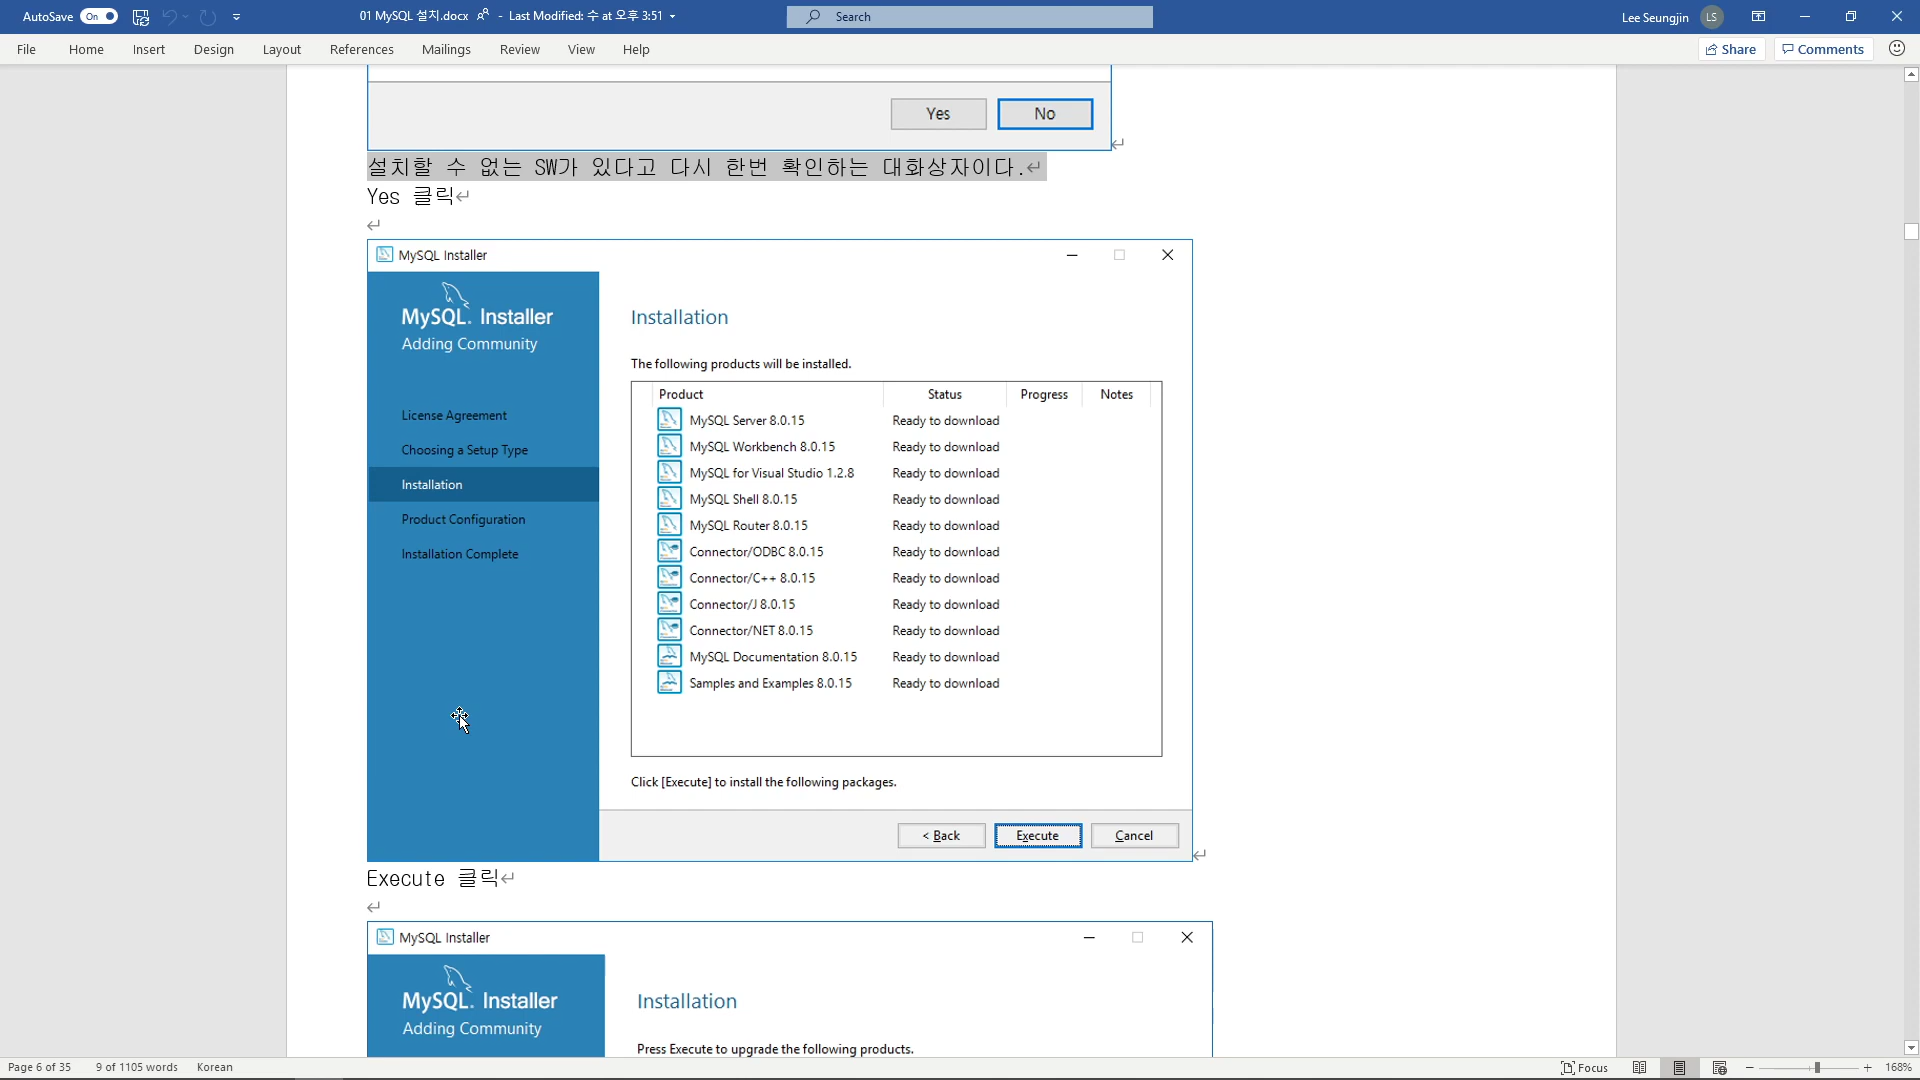 AutoSave On 01 MySQL 설치.docx - Last Modified: 수 at 오후 3:51 Search Lee Seungjin LS
File Home Insert Design Layout References Mailings Review View Help Share Comments
Yes No
설치할 수 없는 SW가 있다고 다시 한번 확인하는 대화상자이다.
Yes 클릭
MySQL Installer
MySQL. Installer
Adding Community
License Agreement
Choosing a Setup Type
Installation
Product Configuration
Installation Complete
Installation
The following products will be installed.
Product Status Progress Notes
MySQL Server 8.0.15 Ready to download
MySQL Workbench 8.0.15 Ready to download
MySQL for Visual Studio 1.2.8 Ready to download
MySQL Shell 8.0.15 Ready to download
MySQL Router 8.0.15 Ready to download
Connector/ODBC 8.0.15 Ready to download
Connector/C++ 8.0.15 Ready to download
Connector/J 8.0.15 Ready to download
Connector/NET 8.0.15 Ready to download
MySQL Documentation 8.0.15 Ready to download
Samples and Examples 8.0.15 Ready to download
Click [Execute] to install the following packages.
< Back Execute Cancel
Execute 클릭
MySQL Installer
MySQL. Installer
Adding Community
Installation
Press Execute to upgrade the following products.
Page 6 of 35 9 of 1105 words Korean Focus 168%